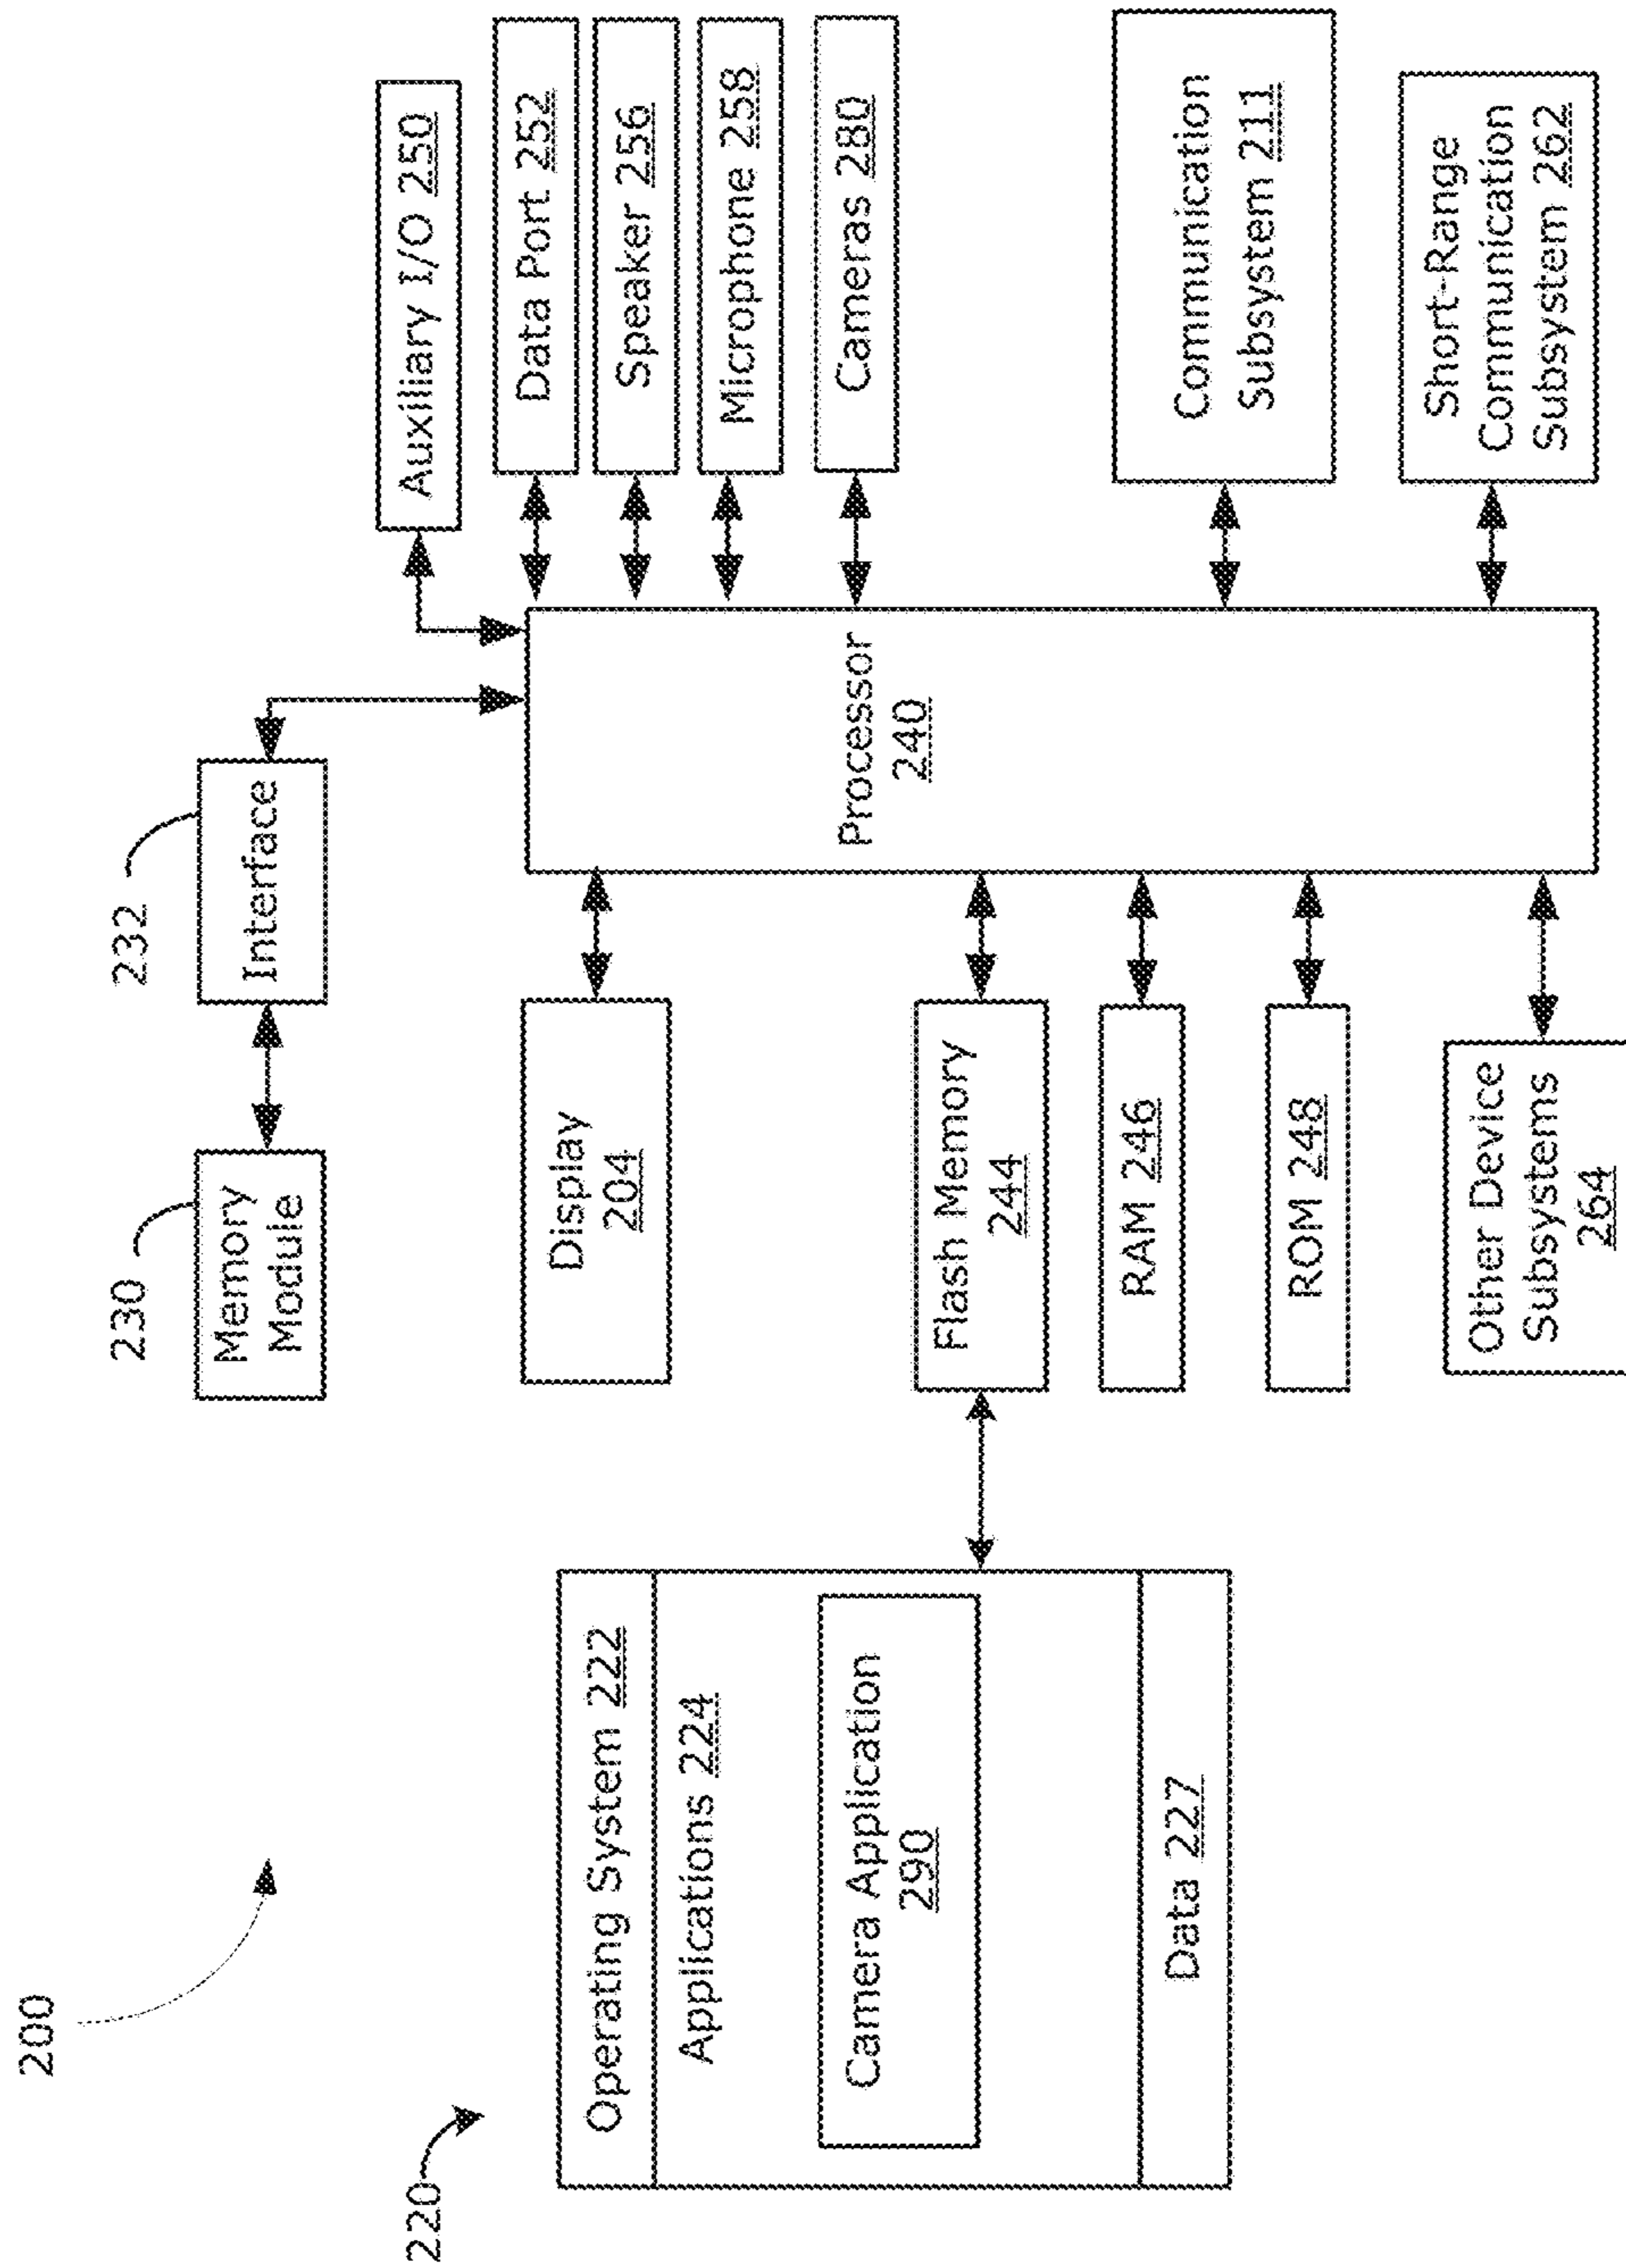 200
220
Operating System 222
Applications 224
Camera Application
290
Data 227
230
Memory
Module
232
Interface
Display
204
Flash Memory
244
RAM 246
ROM 248
Other Device
Subsystems
264
Processor
240
Auxiliary I/O 250
Data Port 252
Speaker 256
Microphone 258
Cameras 280
Communication
Subsystem 211
Short-Range
Communication
Subsystem 262